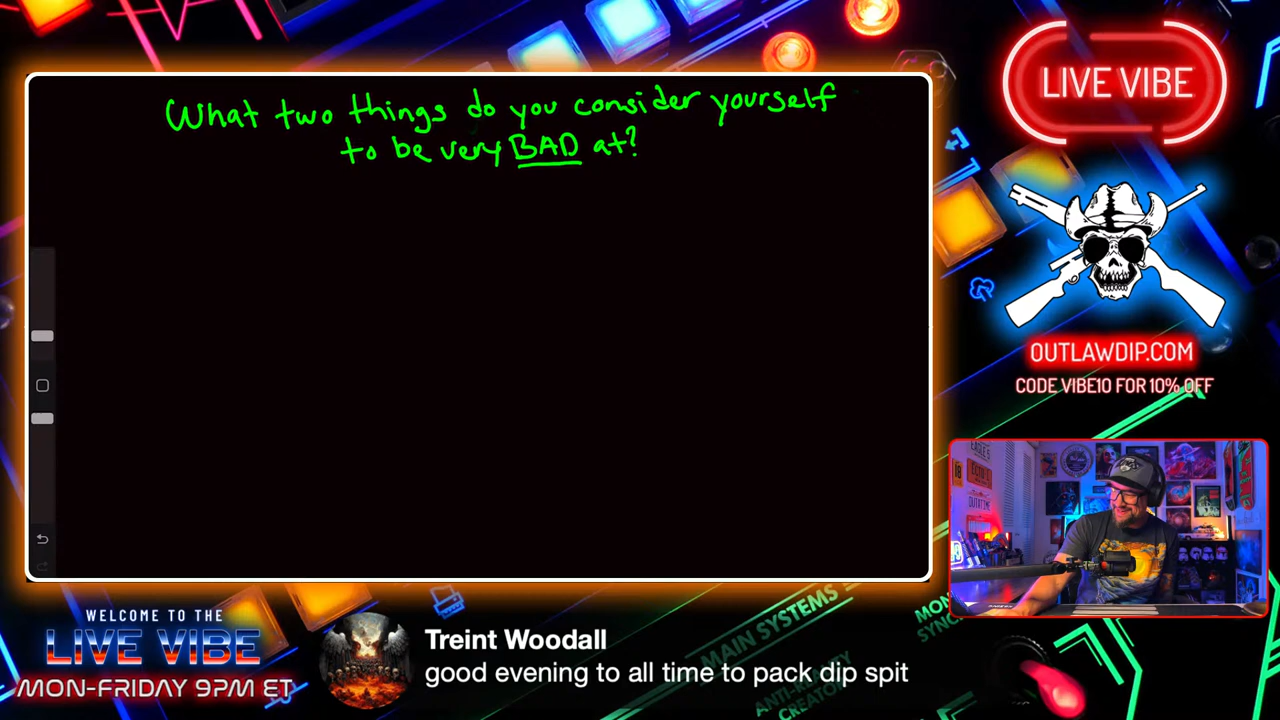 What two things do you consider yourself
to be very BAD at?
LIVE VIBE
OUTLAWDIP.COM
CODE VIBE10 FOR 10% OFF
WELCOME TO THE
LIVE VIBE
MON-FRIDAY 9PM ET
Treint Woodall
good evening to all time to pack dip spit
MAIN SYSTEMS